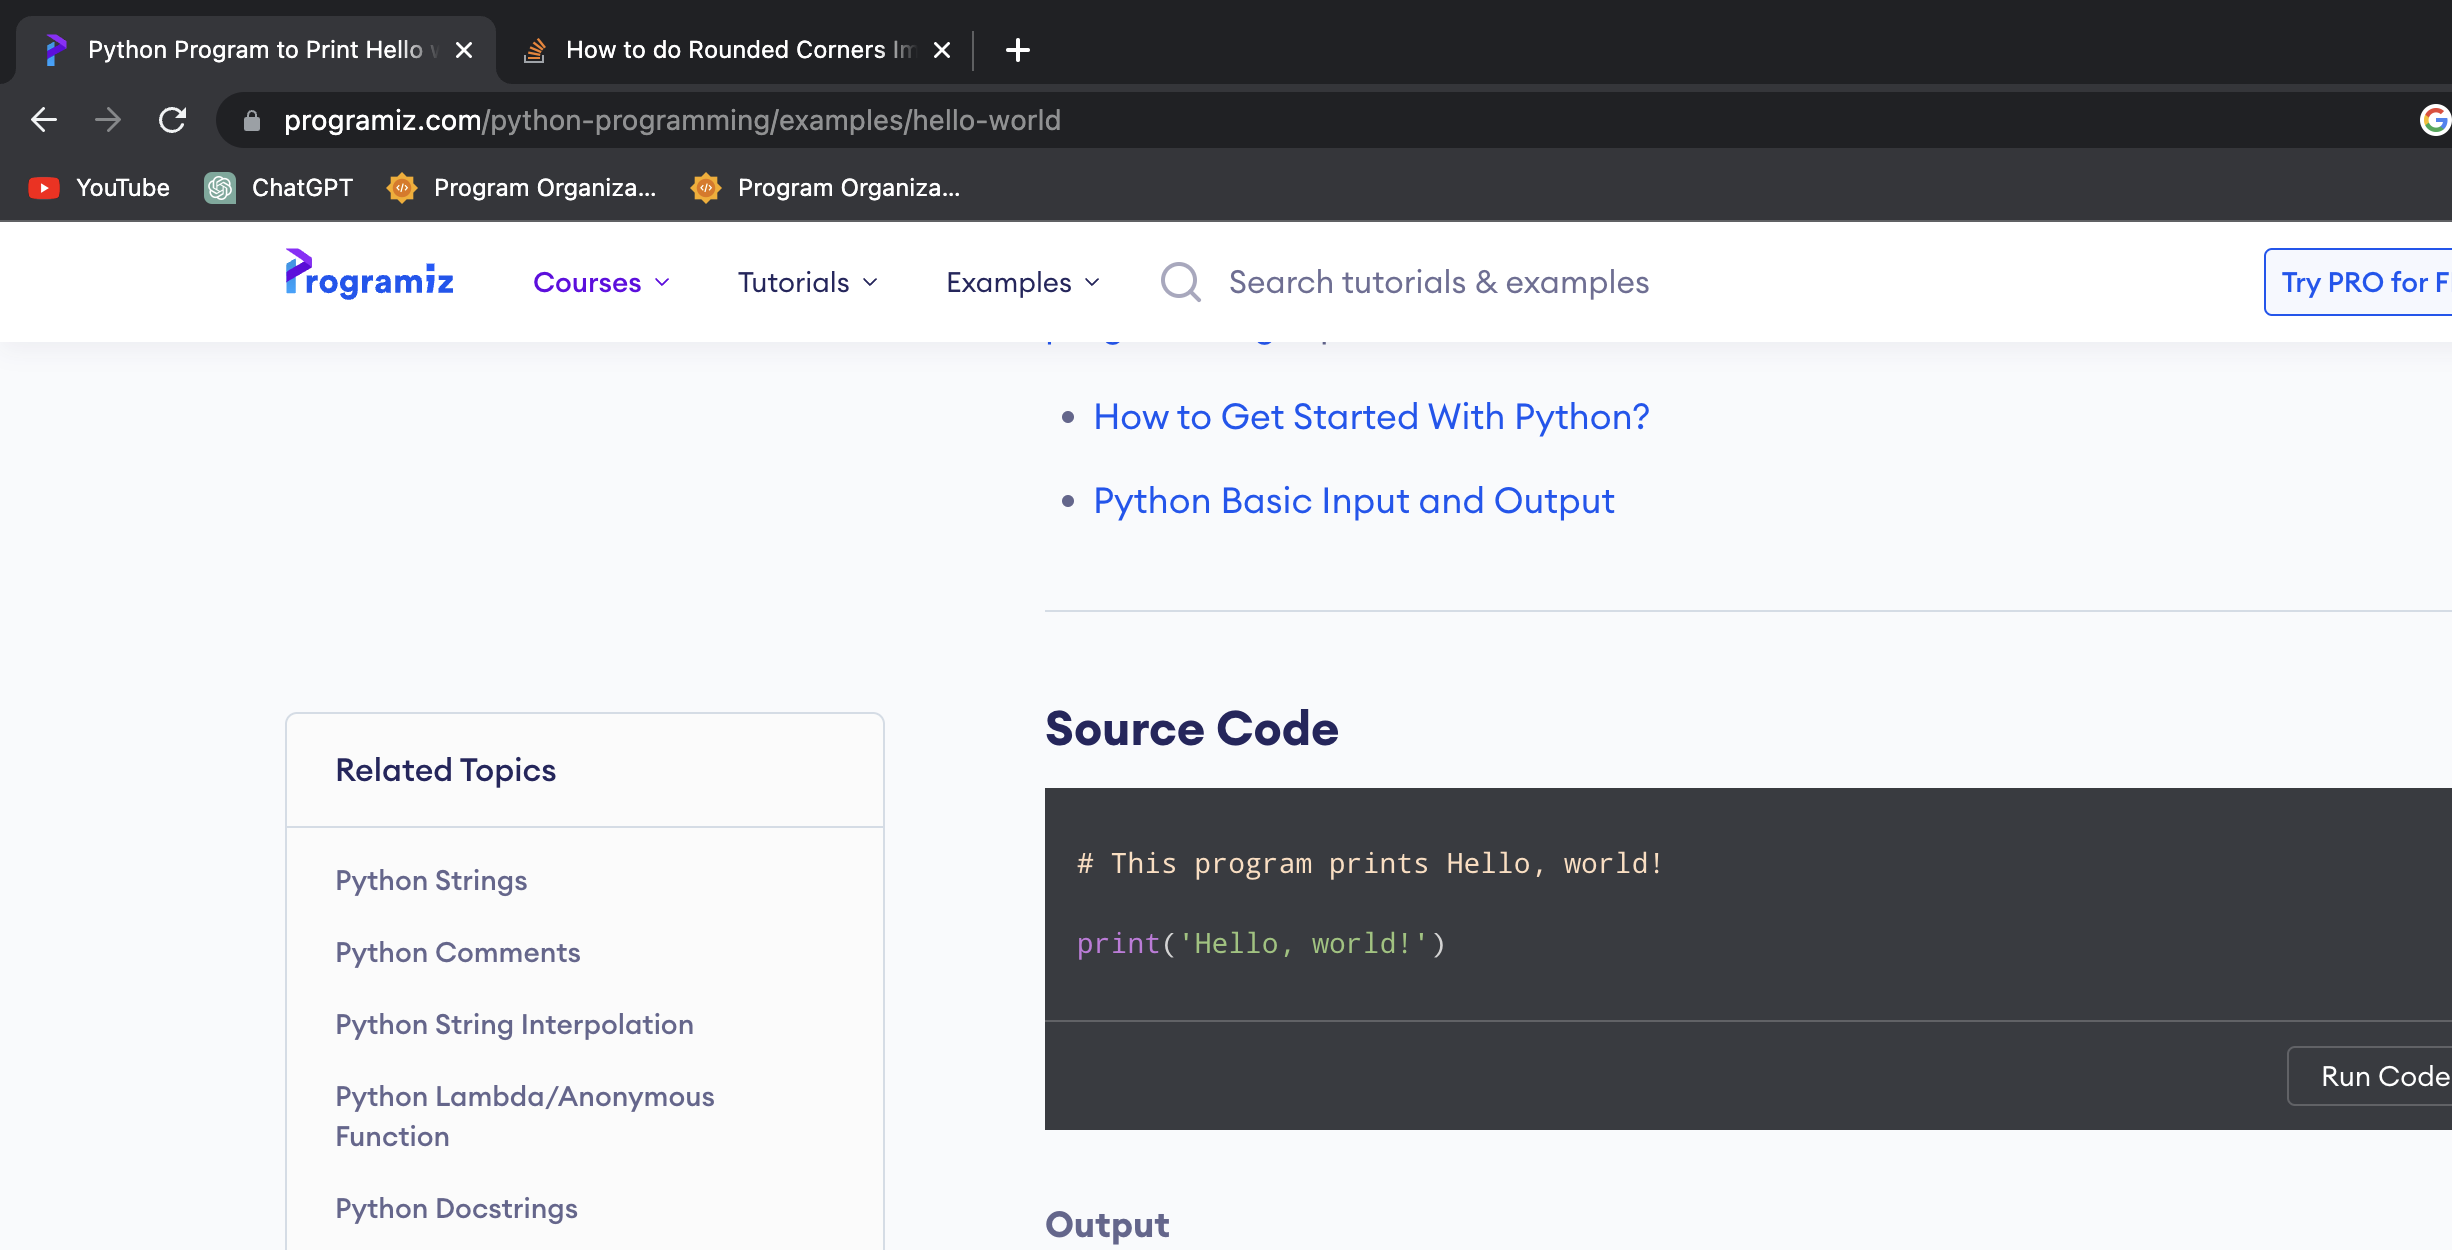 Python Program to Print Hello
How to do Rounded Corners
programiz.com/python-programming/examples/hello-world
YouTube
ChatGPT
Program Organiza...
Program Organiza...
Programiz
Courses
Tutorials
Examples
Search tutorials & examples
Try PRO for
How to Get Started With Python?
Python Basic Input and Output
Related Topics
Python Strings
Python Comments
Python String Interpolation
Python Lambda/Anonymous
Function
Python Docstrings
Source Code
# This program prints Hello, world!
print('Hello, world!')
Run Code
Output